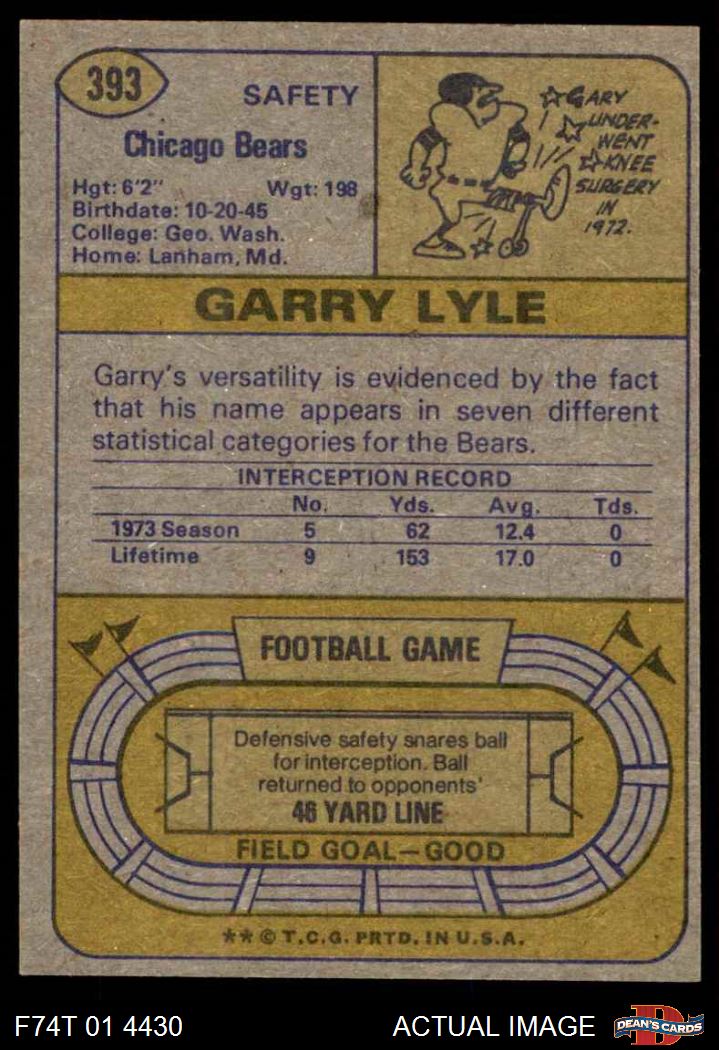 393
SAFETY
Chicago Bears
Hgt: 6'2" Wgt: 198
Birthdate: 10-20-45
College: Geo. Wash.
Home: Lanham, Md.
GARY
UNDER-
WENT
KNEE
SURGERY
IN
1972.
GARRY LYLE
Garry's versatility is evidenced by the fact
that his name appears in seven different
statistical categories for the Bears.
INTERCEPTION RECORD
No. Yds. Avg. Tds.
1973 Season 5 62 12.4 0
Lifetime 9 153 17.0 0
FOOTBALL GAME
Defensive safety snares ball
for interception. Ball
returned to opponents'
46 YARD LINE
FIELD GOAL—GOOD
** © T.C.G. PRTD. IN U.S.A.
F74T 01 4430 ACTUAL IMAGE
D
DEAN'S CARDS